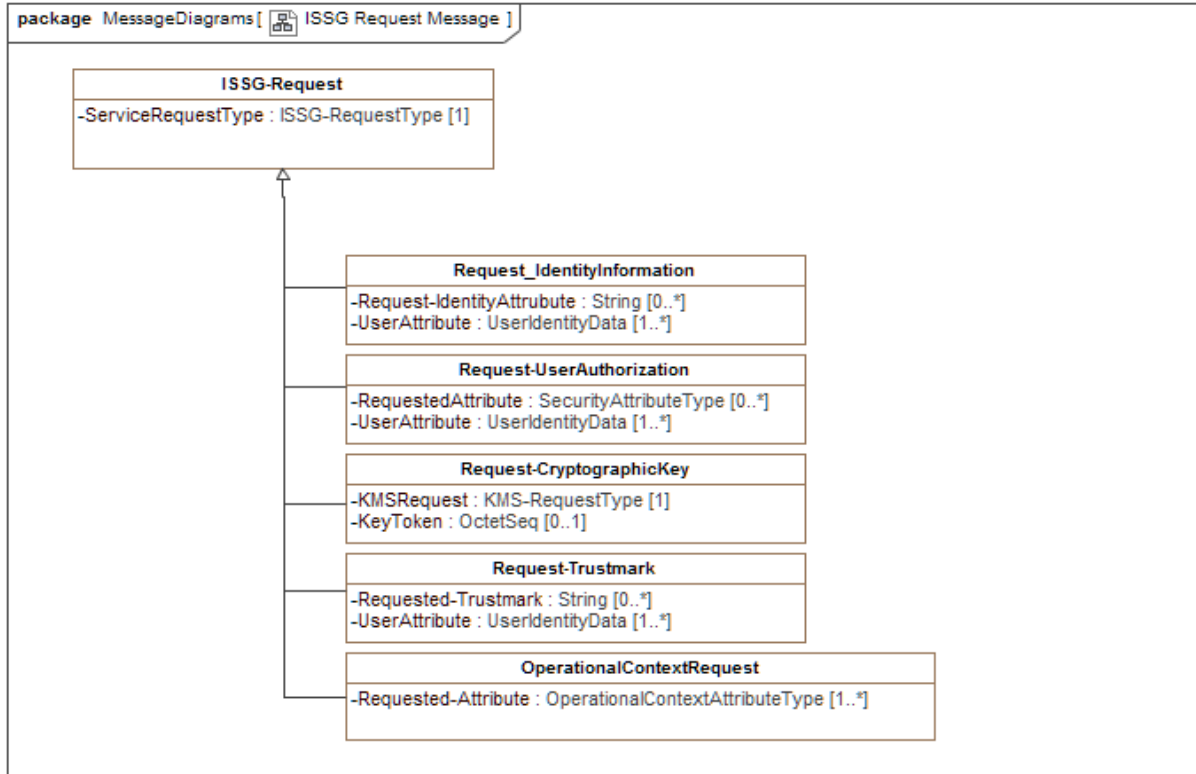 package MessageDiagrams [ ISSG Request Message ]
ISSG-Request
-ServiceRequestType : ISSG-RequestType [1]
Request_IdentityInformation
-Request-IdentityAttrubute : String [0..*]
-UserAttribute : UserIdentityData [1..*]
Request-UserAuthorization
-RequestedAttribute : SecurityAttributeType [0..*]
-UserAttribute : UserIdentityData [1..*]
Request-CryptographicKey
-KMSRequest : KMS-RequestType [1]
-KeyToken : OctetSeq [0..1]
Request-Trustmark
-Requested-Trustmark : String [0..*]
-UserAttribute : UserIdentityData [1..*]
OperationalContextRequest
-Requested-Attribute : OperationalContextAttributeType [1..*]